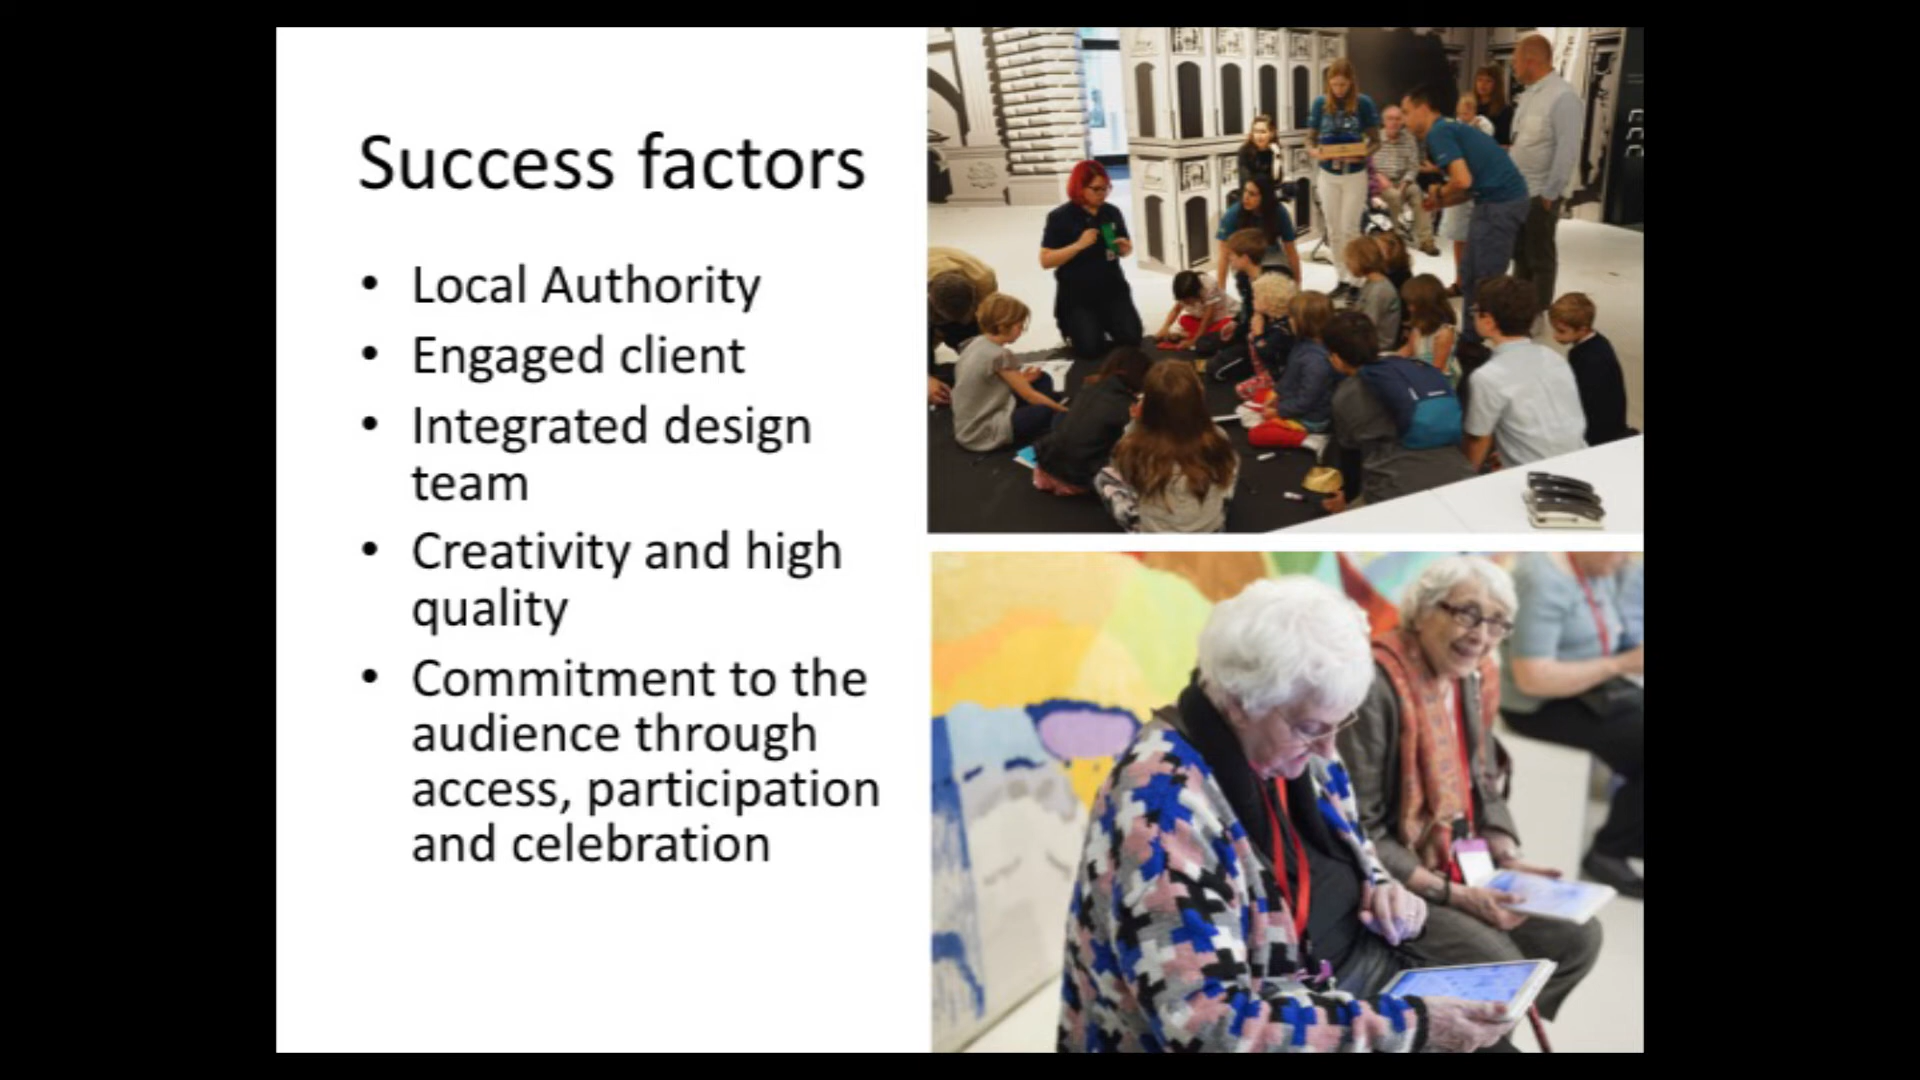 Success factors
• Local Authority
• Engaged client
• Integrated design
team
• Creativity and high
quality
• Commitment to the
audience through
access, participation
and celebration